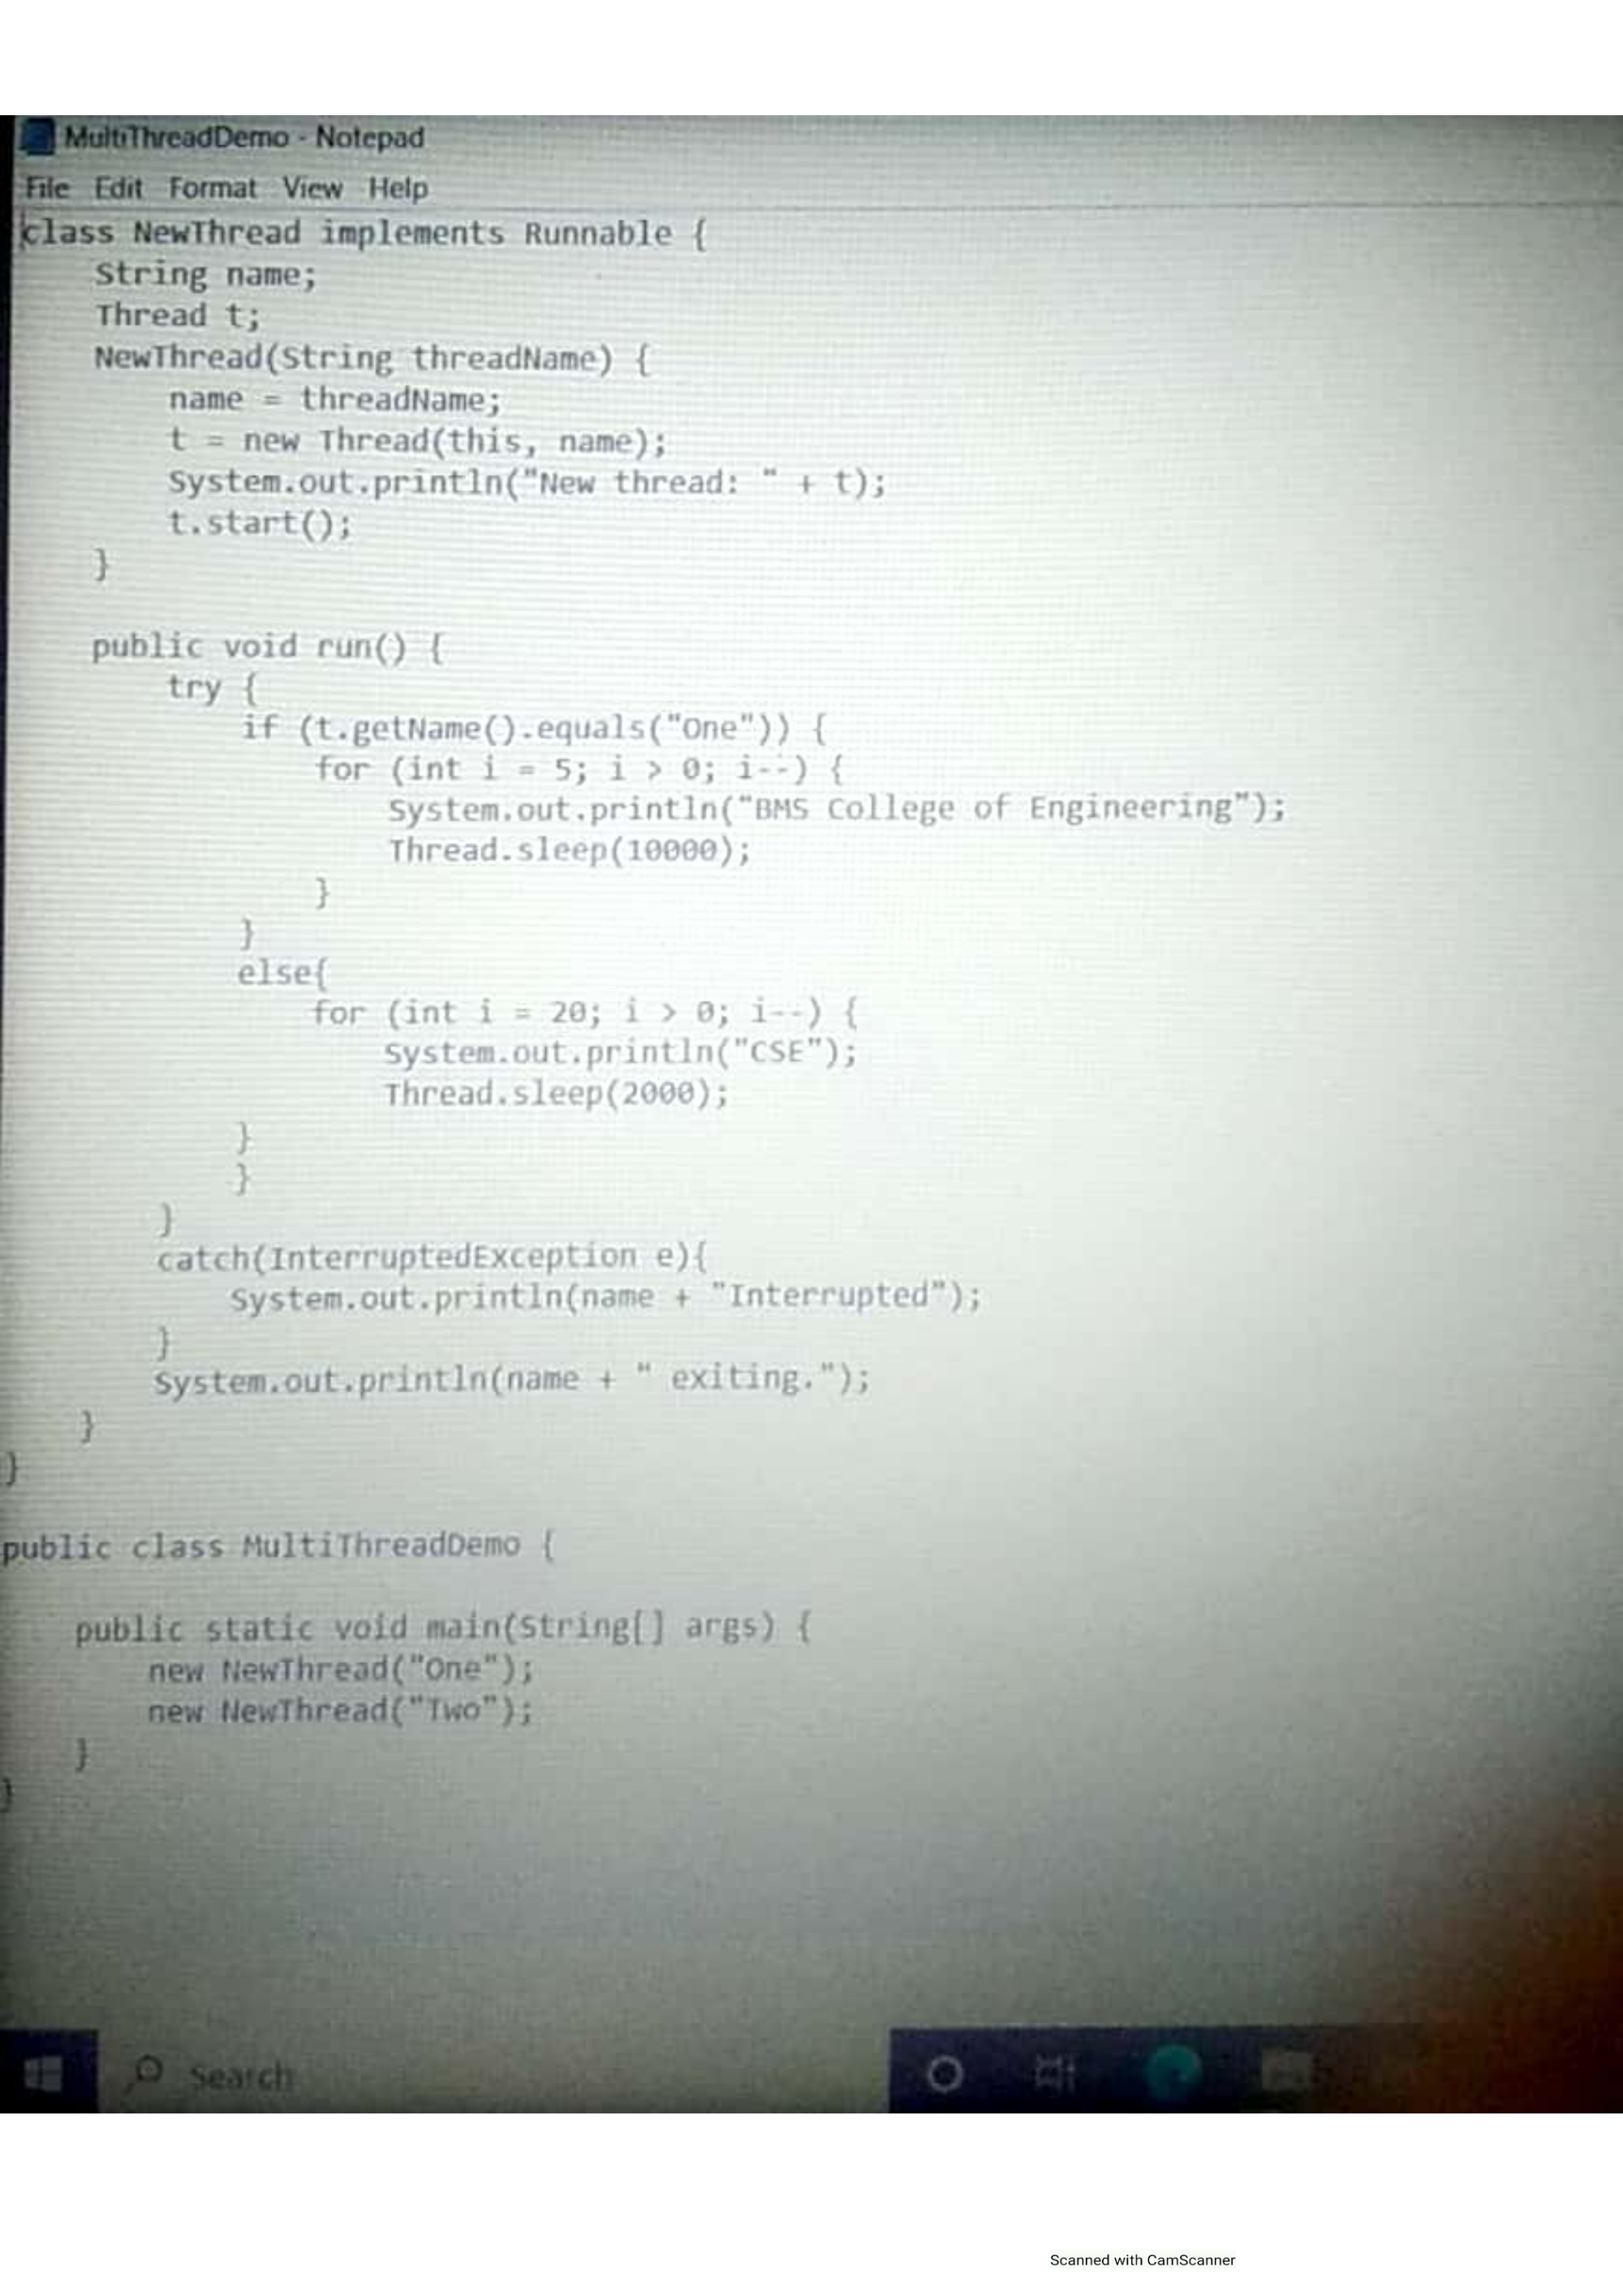 MultiThreadDemo - Notepad
File Edit Format View Help
class NewThread implements Runnable {
    String name;
    Thread t;
    NewThread(String threadName) {
        name = threadName;
        t = new Thread(this, name);
        System.out.println("New thread: " + t);
        t.start();
    }

    public void run() {
        try {
            if (t.getName().equals("One")) {
                for (int i = 5; i > 0; i--) {
                    System.out.println("BMS College of Engineering");
                    Thread.sleep(10000);
                }
            }
            else{
                for (int i = 20; i > 0; i--) {
                    System.out.println("CSE");
                    Thread.sleep(2000);
            }
            }
        }
        catch(InterruptedException e){
            System.out.println(name + "Interrupted");
        }
        System.out.println(name + " exiting.");
    }
}

public class MultiThreadDemo {

    public static void main(String[] args) {
        new NewThread("One");
        new NewThread("Two");
    }
}
Search
Scanned with CamScanner